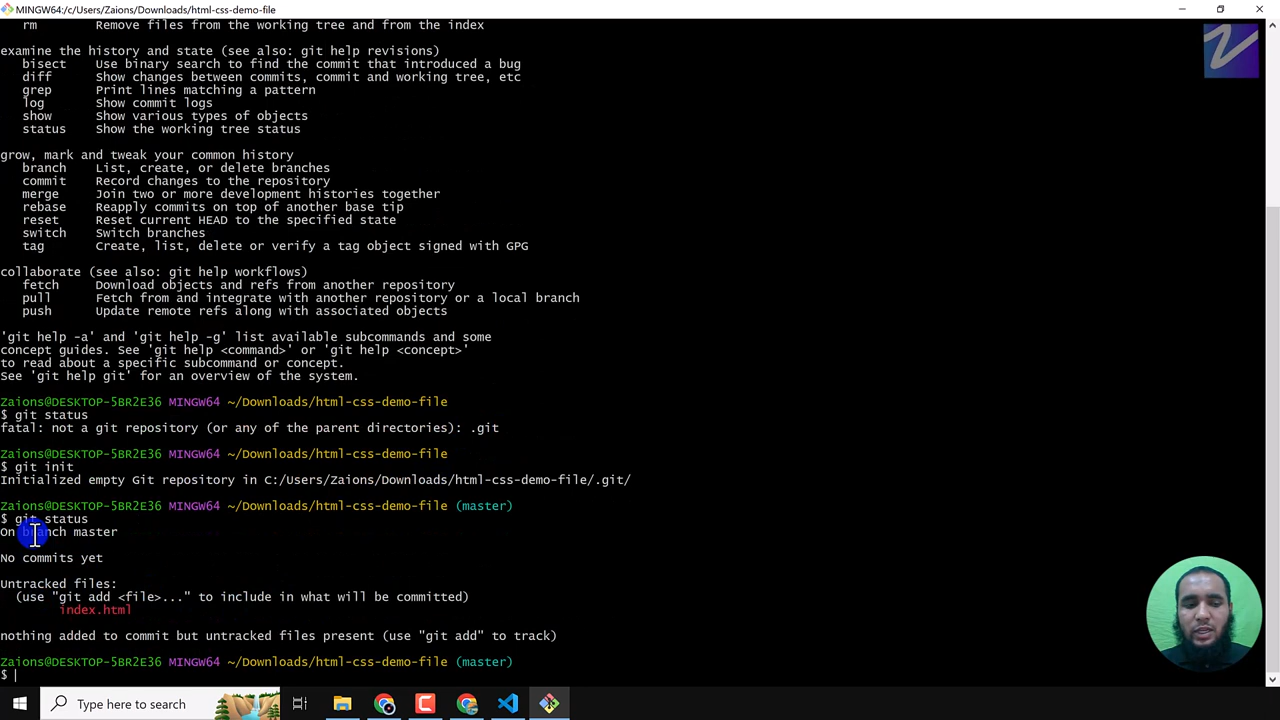 MINGW64:/c/Users/Zaions/Downloads/html-css-demo-file
rm Remove files from the working tree and from the index
examine the history and state (see also: git help revisions)
bisect Use binary search to find the commit that introduced a bug
diff Show changes between commits, commit and working tree, etc
grep Print lines matching a pattern
log Show commit logs
show Show various types of objects
status Show the working tree status
grow, mark and tweak your common history
branch List, create, or delete branches
commit Record changes to the repository
merge Join two or more development histories together
rebase Reapply commits on top of another base tip
reset Reset current HEAD to the specified state
switch Switch branches
tag Create, list, delete or verify a tag object signed with GPG
collaborate (see also: git help workflows)
fetch Download objects and refs from another repository
pull Fetch from and integrate with another repository or a local branch
push Update remote refs along with associated objects
'git help -a' and 'git help -g' list available subcommands and some
concept guides. See 'git help <command>' or 'git help <concept>'
to read about a specific subcommand or concept.
See 'git help git' for an overview of the system.
Zaions@DESKTOP-5BR2E36 MINGW64 ~/Downloads/html-css-demo-file
$ git status
fatal: not a git repository (or any of the parent directories): .git
Zaions@DESKTOP-5BR2E36 MINGW64 ~/Downloads/html-css-demo-file
$ git init
Initialized empty Git repository in C:/Users/Zaions/Downloads/html-css-demo-file/.git/
Zaions@DESKTOP-5BR2E36 MINGW64 ~/Downloads/html-css-demo-file (master)
$ git status
On branch master
No commits yet
Untracked files:
(use "git add <file>..." to include in what will be committed)
index.html
nothing added to commit but untracked files present (use "git add" to track)
Zaions@DESKTOP-5BR2E36 MINGW64 ~/Downloads/html-css-demo-file (master)
$
Type here to search